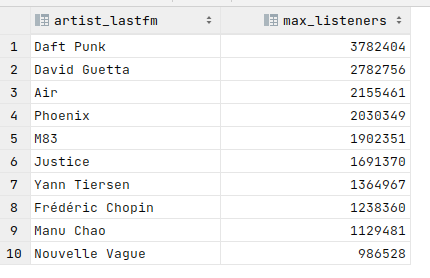 artist_lastfm max_listeners
1 Daft Punk 3782404
2 David Guetta 2782756
3 Air 2155461
4 Phoenix 2030349
5 M83 1902351
6 Justice 1691370
7 Yann Tiersen 1364967
8 Frédéric Chopin 1238360
9 Manu Chao 1129481
10 Nouvelle Vague 986528